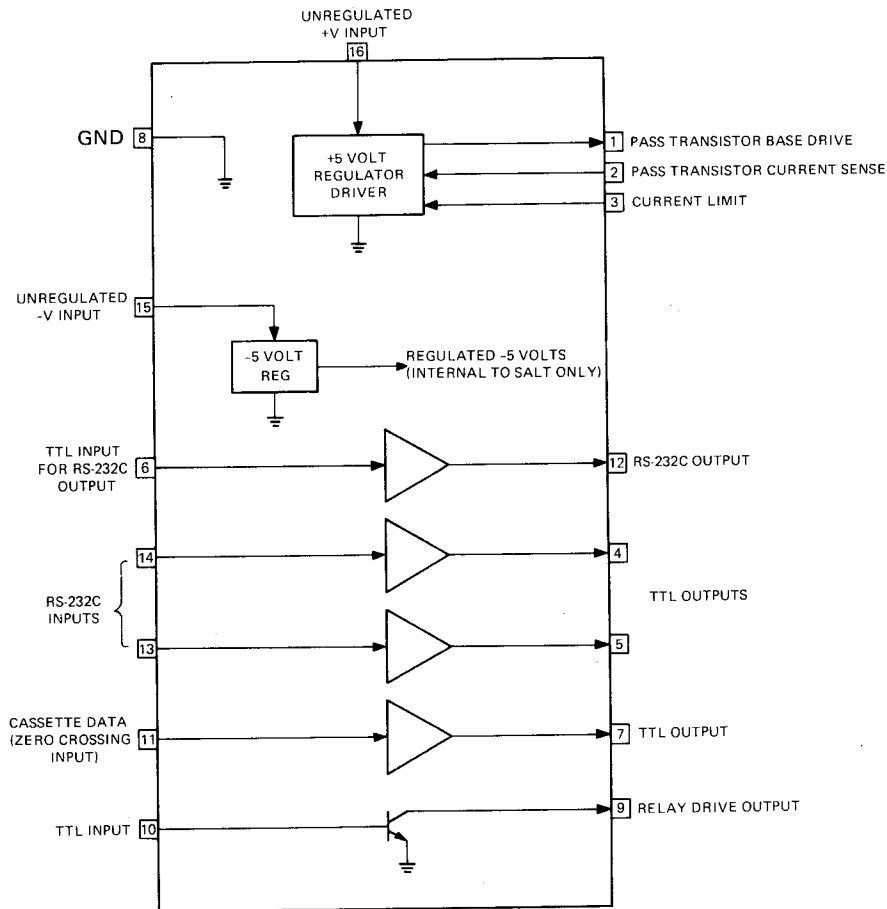 UNREGULATED
+V INPUT
16
GND 8
+5 VOLT
REGULATOR
DRIVER
1 PASS TRANSISTOR BASE DRIVE
2 PASS TRANSISTOR CURRENT SENSE
3 CURRENT LIMIT
UNREGULATED
-V INPUT
15
-5 VOLT
REG
REGULATED -5 VOLTS
(INTERNAL TO SALT ONLY)
TTL INPUT
FOR RS-232C
OUTPUT
6
12 RS-232C OUTPUT
14
4
RS-232C
INPUTS
TTL OUTPUTS
13
5
CASSETTE DATA
(ZERO CROSSING
INPUT)
11
7 TTL OUTPUT
TTL INPUT 10
9 RELAY DRIVE OUTPUT